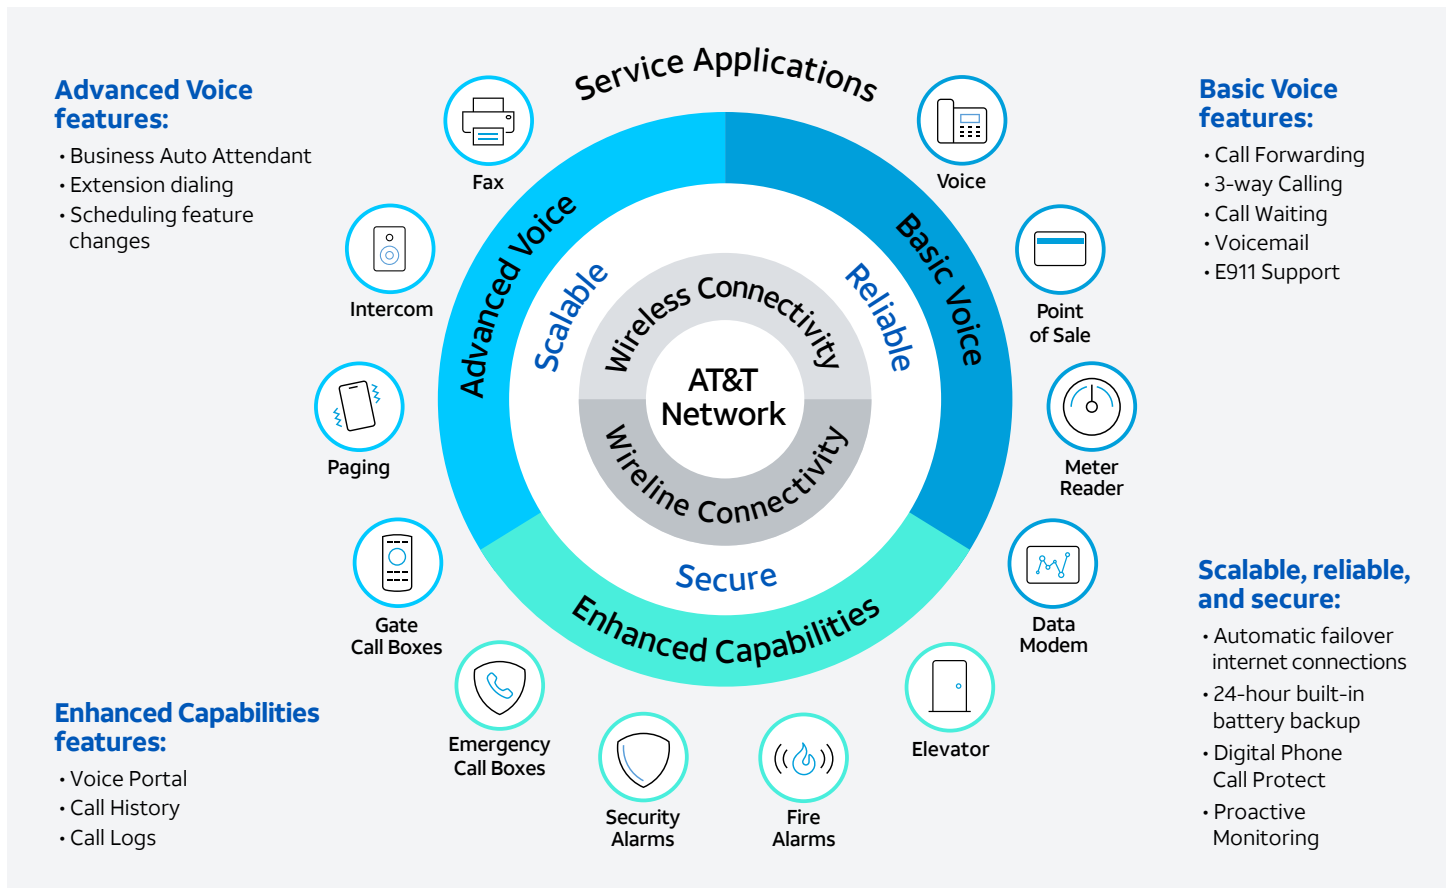 Service Applications
Advanced Voice
features:
• Business Auto Attendant
• Extension dialing
• Scheduling feature
changes
Basic Voice
features:
• Call Forwarding
• 3-way Calling
• Call Waiting
• Voicemail
• E911 Support
Fax
Voice
Intercom
Point
of Sale
Paging
Meter
Reader
Gate
Call Boxes
Data
Modem
Emergency
Call Boxes
Elevator
Security
Alarms
Fire
Alarms
Advanced Voice
Basic Voice
Enhanced Capabilities
Scalable
Reliable
Secure
Wireless Connectivity
AT&T
Network
Wireline Connectivity
Enhanced Capabilities
features:
• Voice Portal
• Call History
• Call Logs
Scalable, reliable,
and secure:
• Automatic failover
internet connections
• 24-hour built-in
battery backup
• Digital Phone
Call Protect
• Proactive
Monitoring